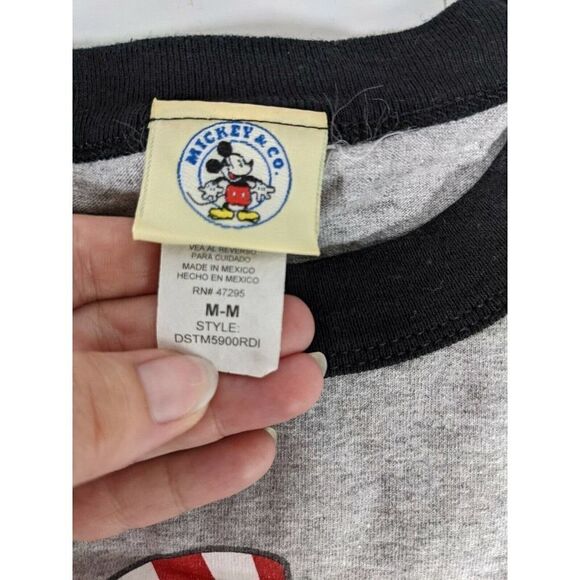 MICKEY & CO.
VEA AL REVERSO
PARA CUIDADO
MADE IN MEXICO
HECHO EN MEXICO
RN# 47295
M-M
STYLE:
DSTM5900RDI